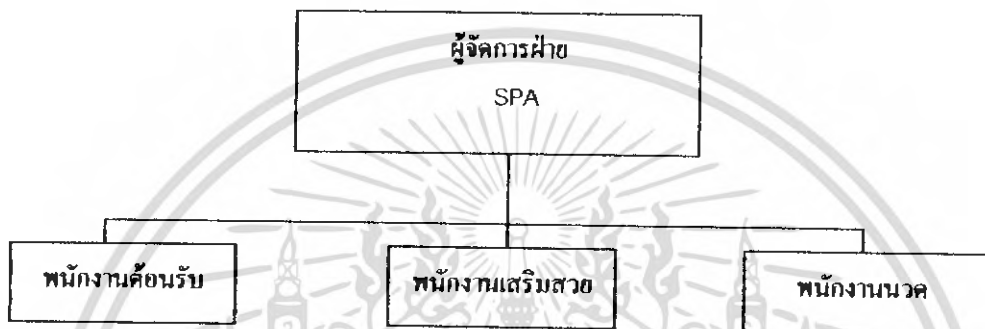 ผู้จัดการฝ่าย
SPA
พนักงานต้อนรับ
พนักงานเสริมสวย
พนักงานนวด